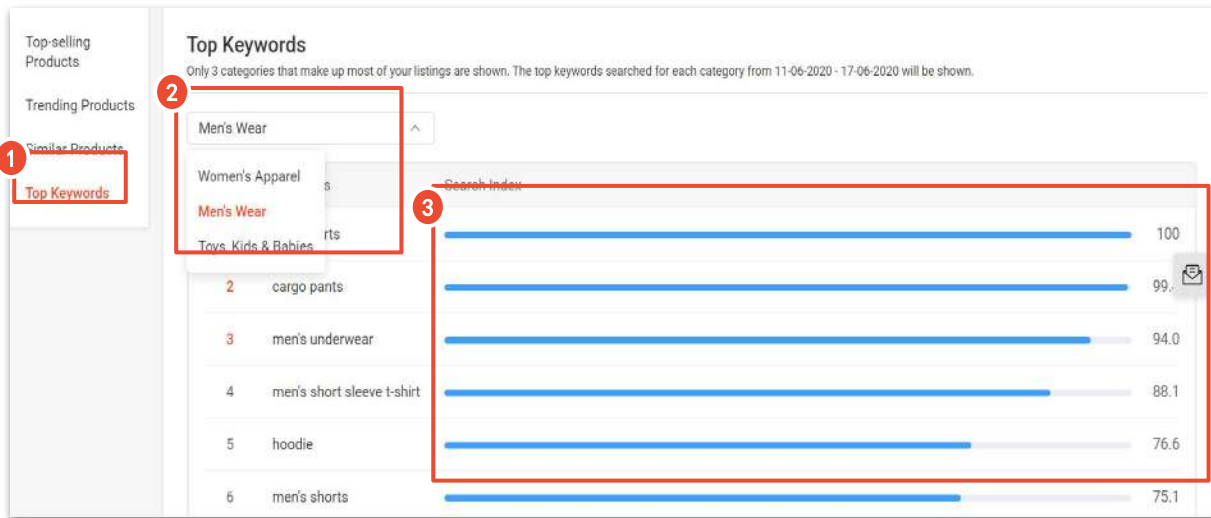 Top-selling
Products
Trending Products
Similar Products
Top Keywords
1
Top Keywords
Only 3 categories that make up most of your listings are shown. The top keywords searched for each category from 11-06-2020 - 17-06-2020 will be shown.
2
Men's Wear
Women's Apparel
Men's Wear
Toys, Kids & Babies
Search Index
3
100
2 cargo pants
3 men's underwear 94.0
4 men's short sleeve t-shirt 88.1
5 hoodie 76.6
6 men's shorts 75.1